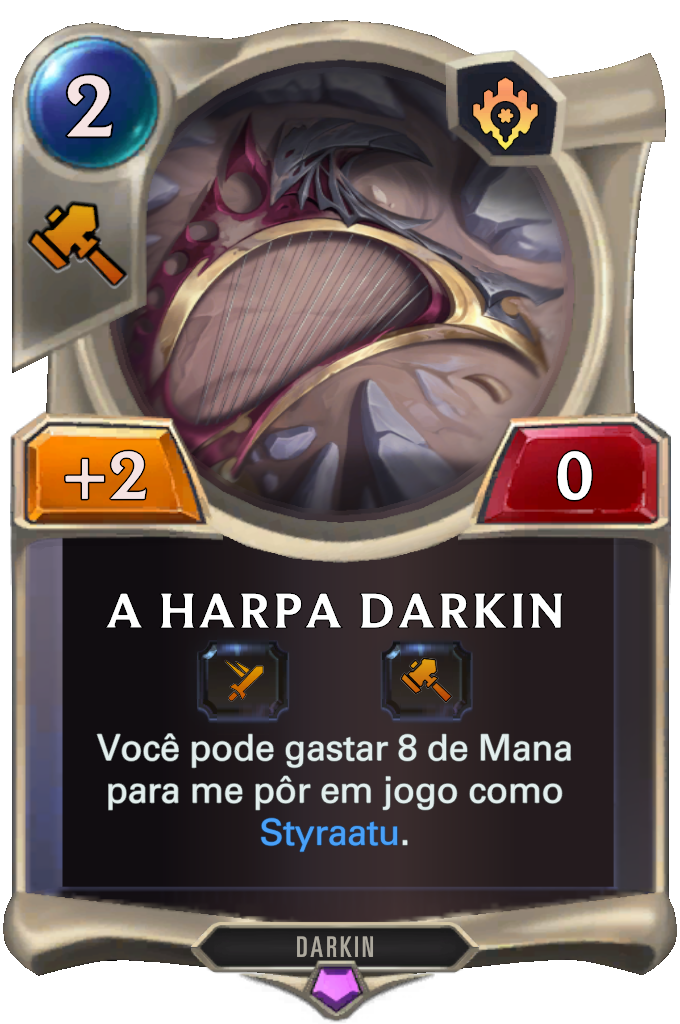 2
+2
0
A HARPA DARKIN
Você pode gastar 8 de Mana
para me pôr em jogo como
Styraatu.
DARKIN